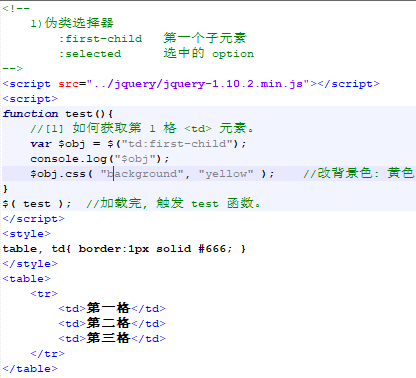 <!--
1)伪类选择器
:first-child 第一个子元素
:selected 选中的 option
-->
<script src="../jquery/jquery-1.10.2.min.js"></script>
<script>
function test(){
//[1] 如何获取第 1 格 <td> 元素。
var $obj = $("td:first-child");
console.log("$obj");
$obj.css( "background", "yellow" ); //改背景色: 黄色
}
$( test ); //加载完, 触发 test 函数。
</script>
<style>
table, td{ border:1px solid #666; }
</style>
<table>
<tr>
<td>第一格</td>
<td>第二格</td>
<td>第三格</td>
</tr>
</table>